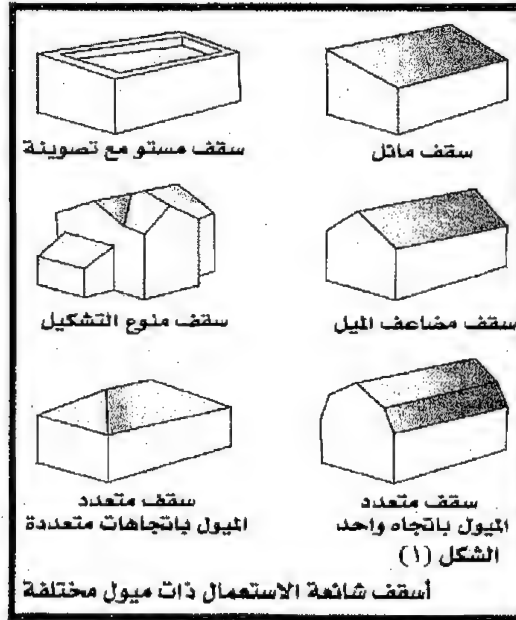 سقف مائل
سقف مستو مع تصوينة
سقف مضاعف الميل
سقف منوع التشكيل
سقف متعدد
الميول باتجاه واحد
سقف متعدد
الميول باتجاهات متعددة
الشكل (١)
أسقف شائعة الاستعمال ذات ميول مختلفة